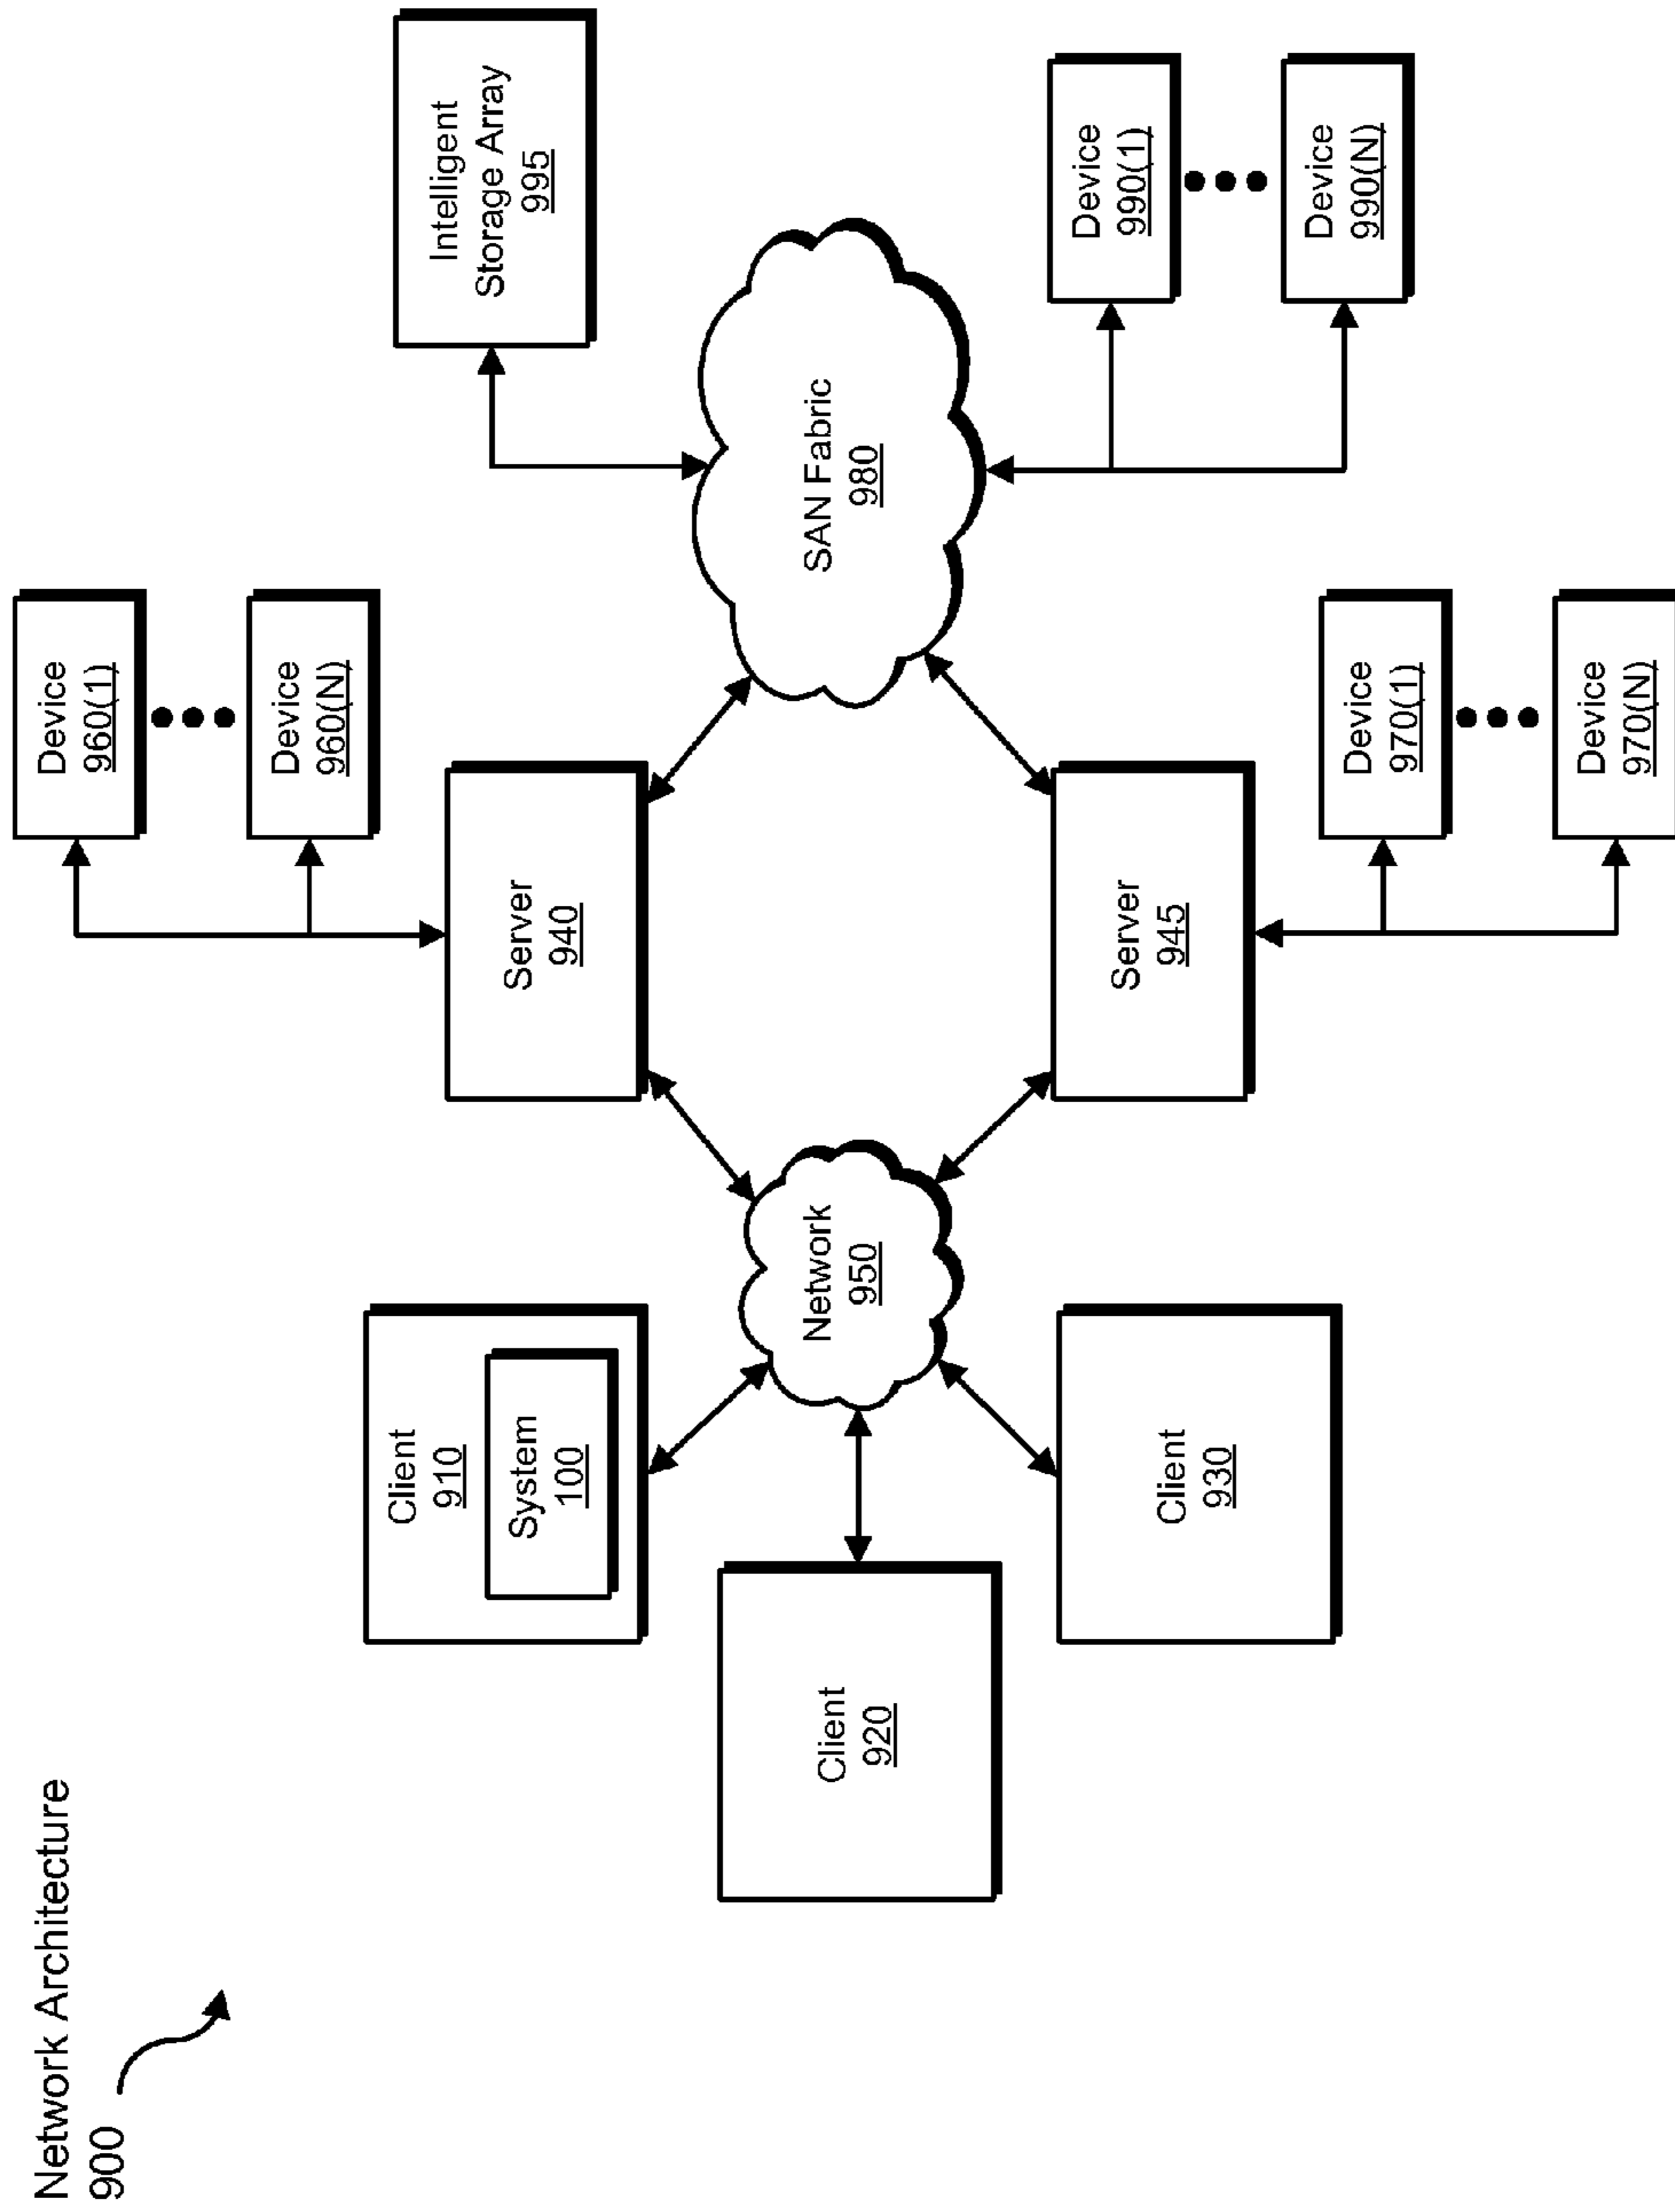 Network Architecture
900
Client
910
System
100
Client
920
Client
930
Network
950
Server
940
Server
945
Device
960(1)
Device
960(N)
Device
970(1)
Device
970(N)
SAN Fabric
980
Intelligent
Storage Array
995
Device
990(1)
Device
990(N)